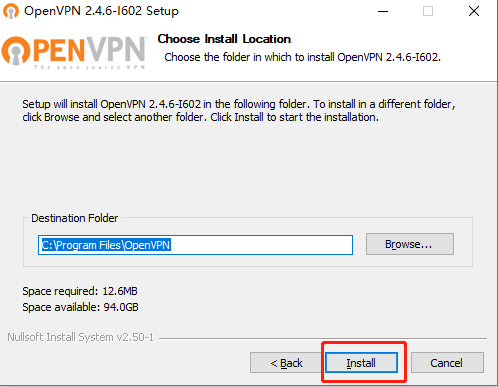 OpenVPN 2.4.6-I602 Setup
OPENVPN
The open source VPN
Choose Install Location
Choose the folder in which to install OpenVPN 2.4.6-I602.
Setup will install OpenVPN 2.4.6-I602 in the following folder. To install in a different folder,
click Browse and select another folder. Click Install to start the installation.
Destination Folder
C:\Program Files\OpenVPN
Browse...
Space required: 12.6MB
Space available: 94.0GB
Nullsoft Install System v2.50-1
< Back
Install
Cancel